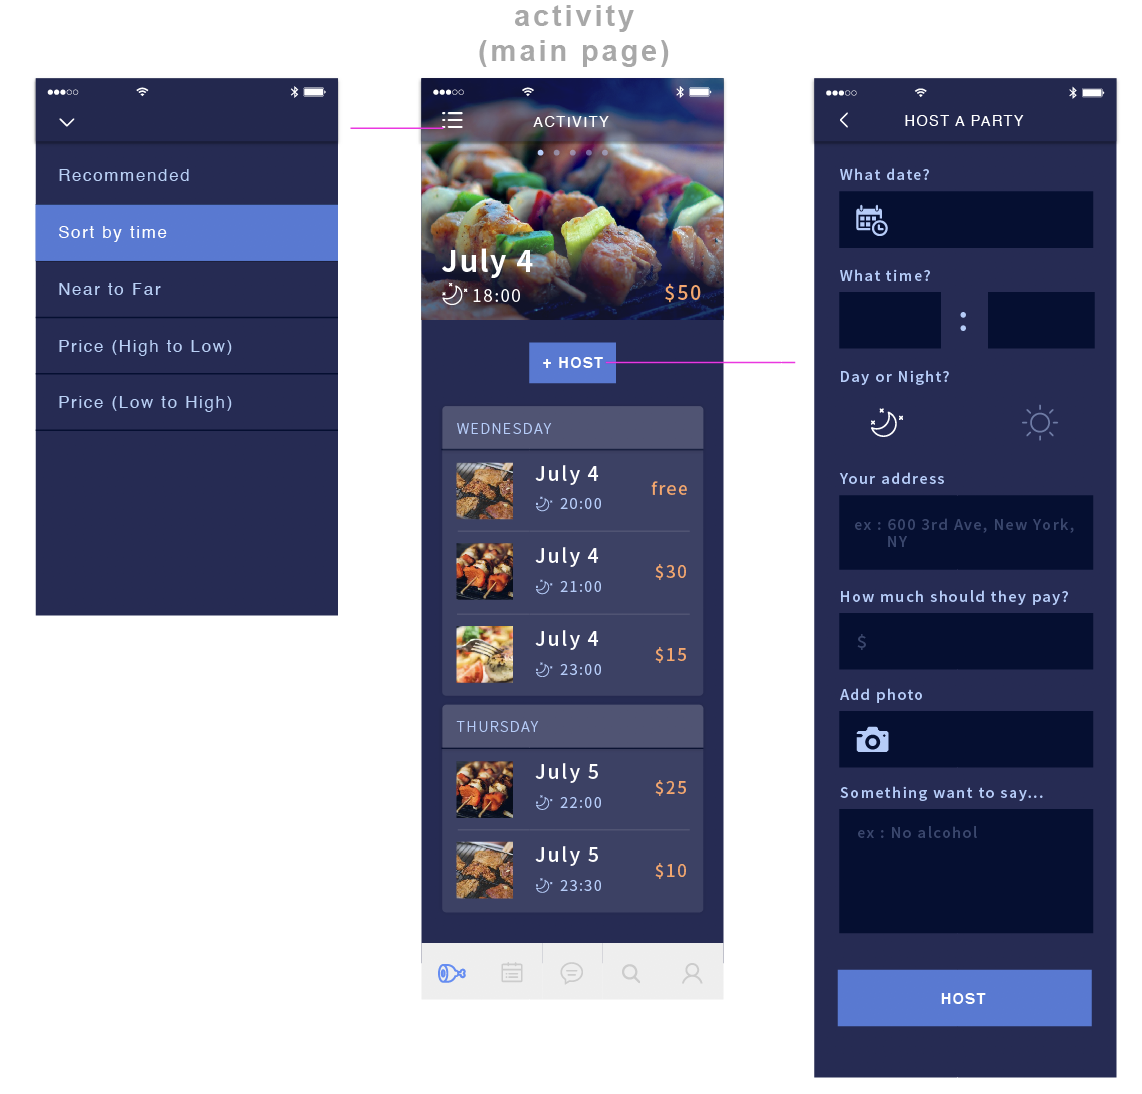 activity
(main page)
Recommended
Sort by time
Near to Far
Price (High to Low)
Price (Low to High)
ACTIVITY
July 4
18:00
$50
+ HOST
WEDNESDAY
July 4
20:00
free
July 4
21:00
$30
July 4
23:00
$15
THURSDAY
July 5
22:00
$25
July 5
23:30
$10
HOST A PARTY
What date?
What time?
:
Day or Night?
Your address
ex : 600 3rd Ave, New York,
NY
How much should they pay?
$
Add photo
Something want to say...
ex : No alcohol
HOST